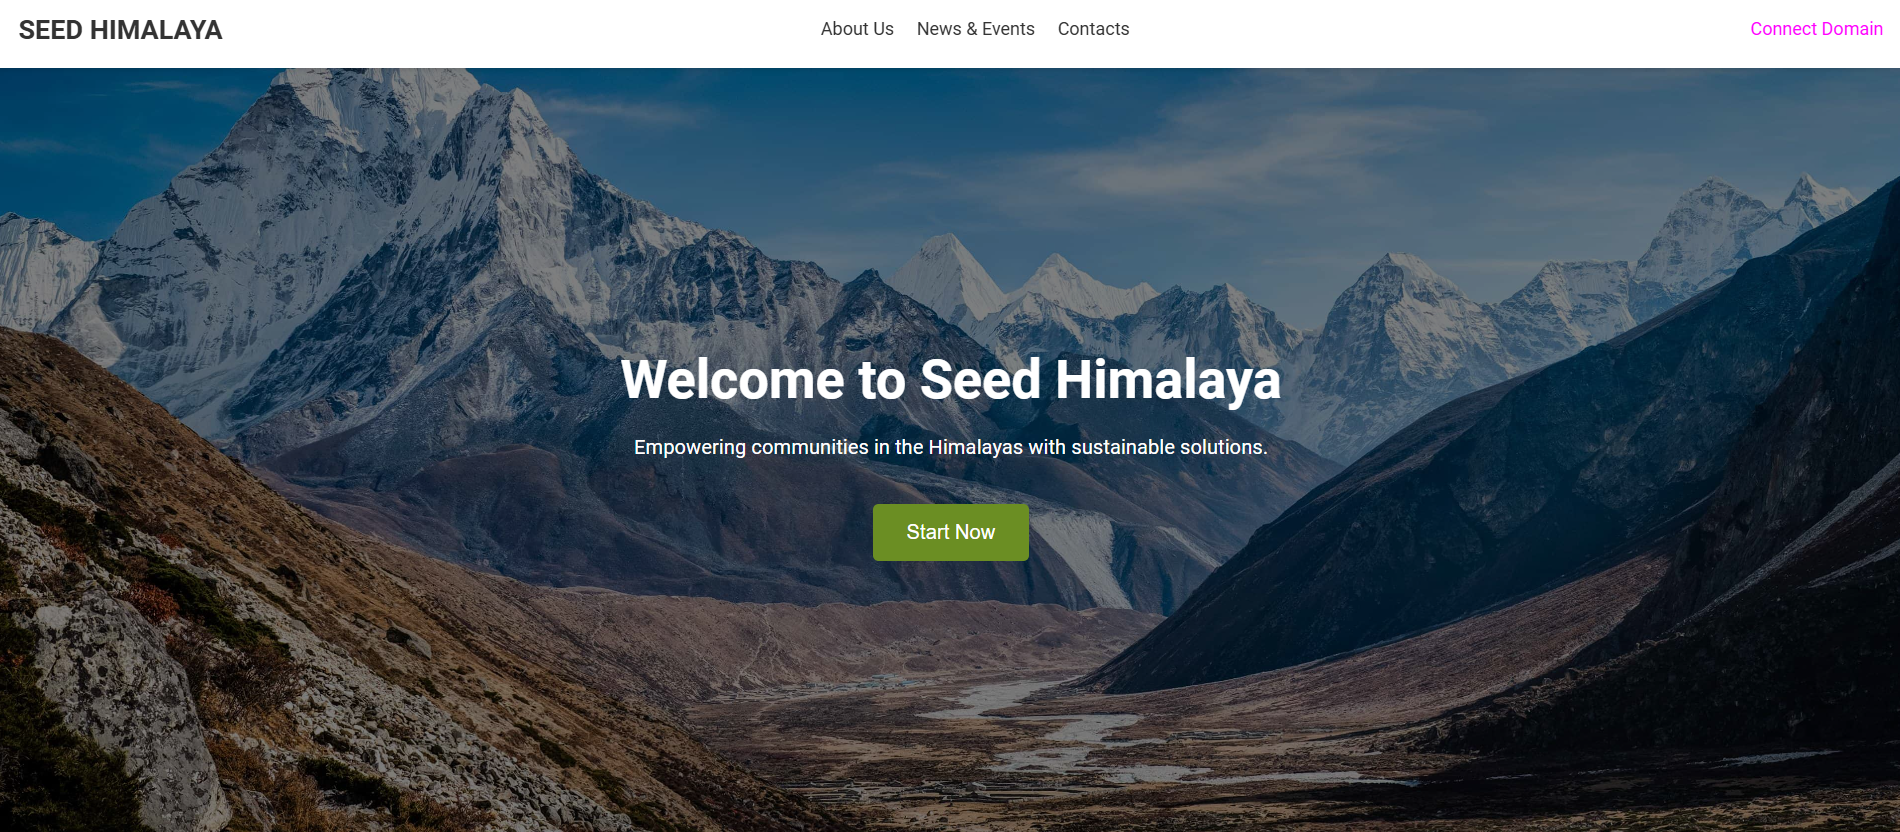 SEED HIMALAYA
About Us
News & Events
Contacts
Connect Domain
Welcome to Seed Himalaya
Empowering communities in the Himalayas with sustainable solutions.
Start Now